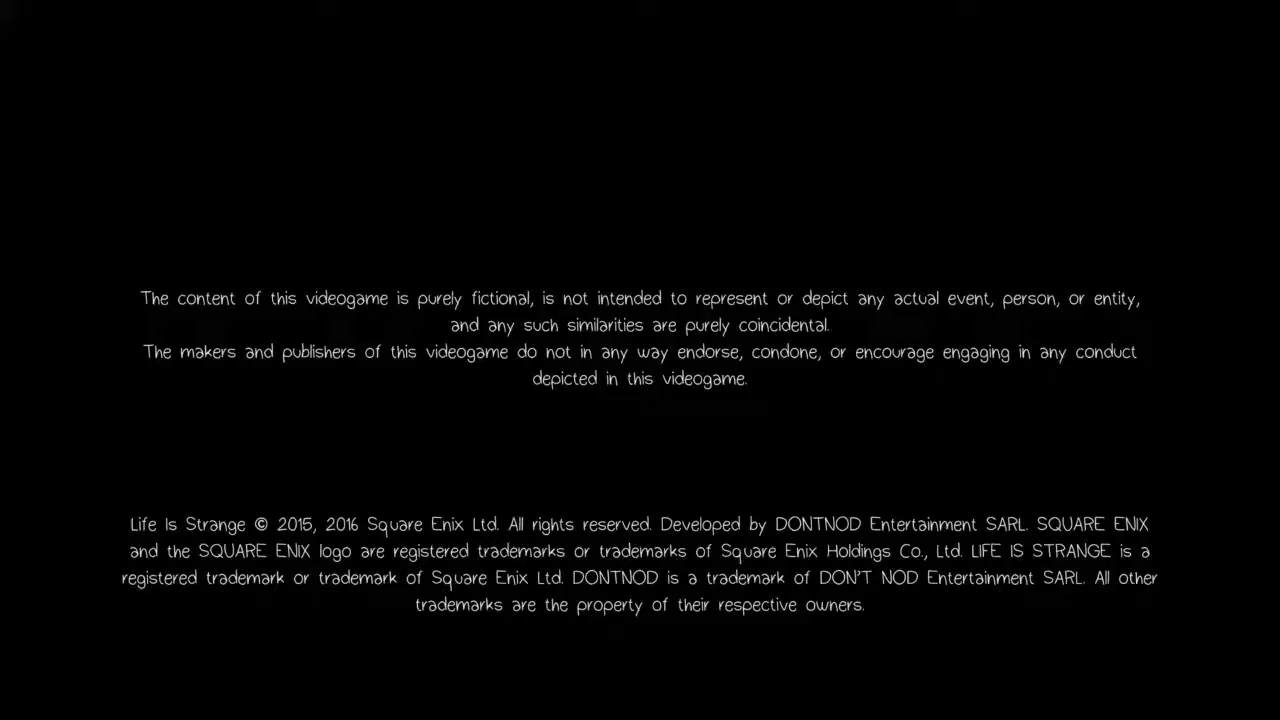 The content of this videogame is purely fictional, is not intended to represent or depict any actual event, person, or entity,
and any such similarities are purely coincidental.
The makers and publishers of this videogame do not in any way endorse, condone, or encourage engaging in any conduct
depicted in this videogame.
Life Is Strange © 2015, 2016 Square Enix Ltd. All rights reserved. Developed by DONTNOD Entertainment SARL. SQUARE ENIX
and the SQUARE ENIX logo are registered trademarks or trademarks of Square Enix Holdings Co., Ltd. LIFE IS STRANGE is a
registered trademark or trademark of Square Enix Ltd. DONTNOD is a trademark of DON'T NOD Entertainment SARL. All other
trademarks are the property of their respective owners.